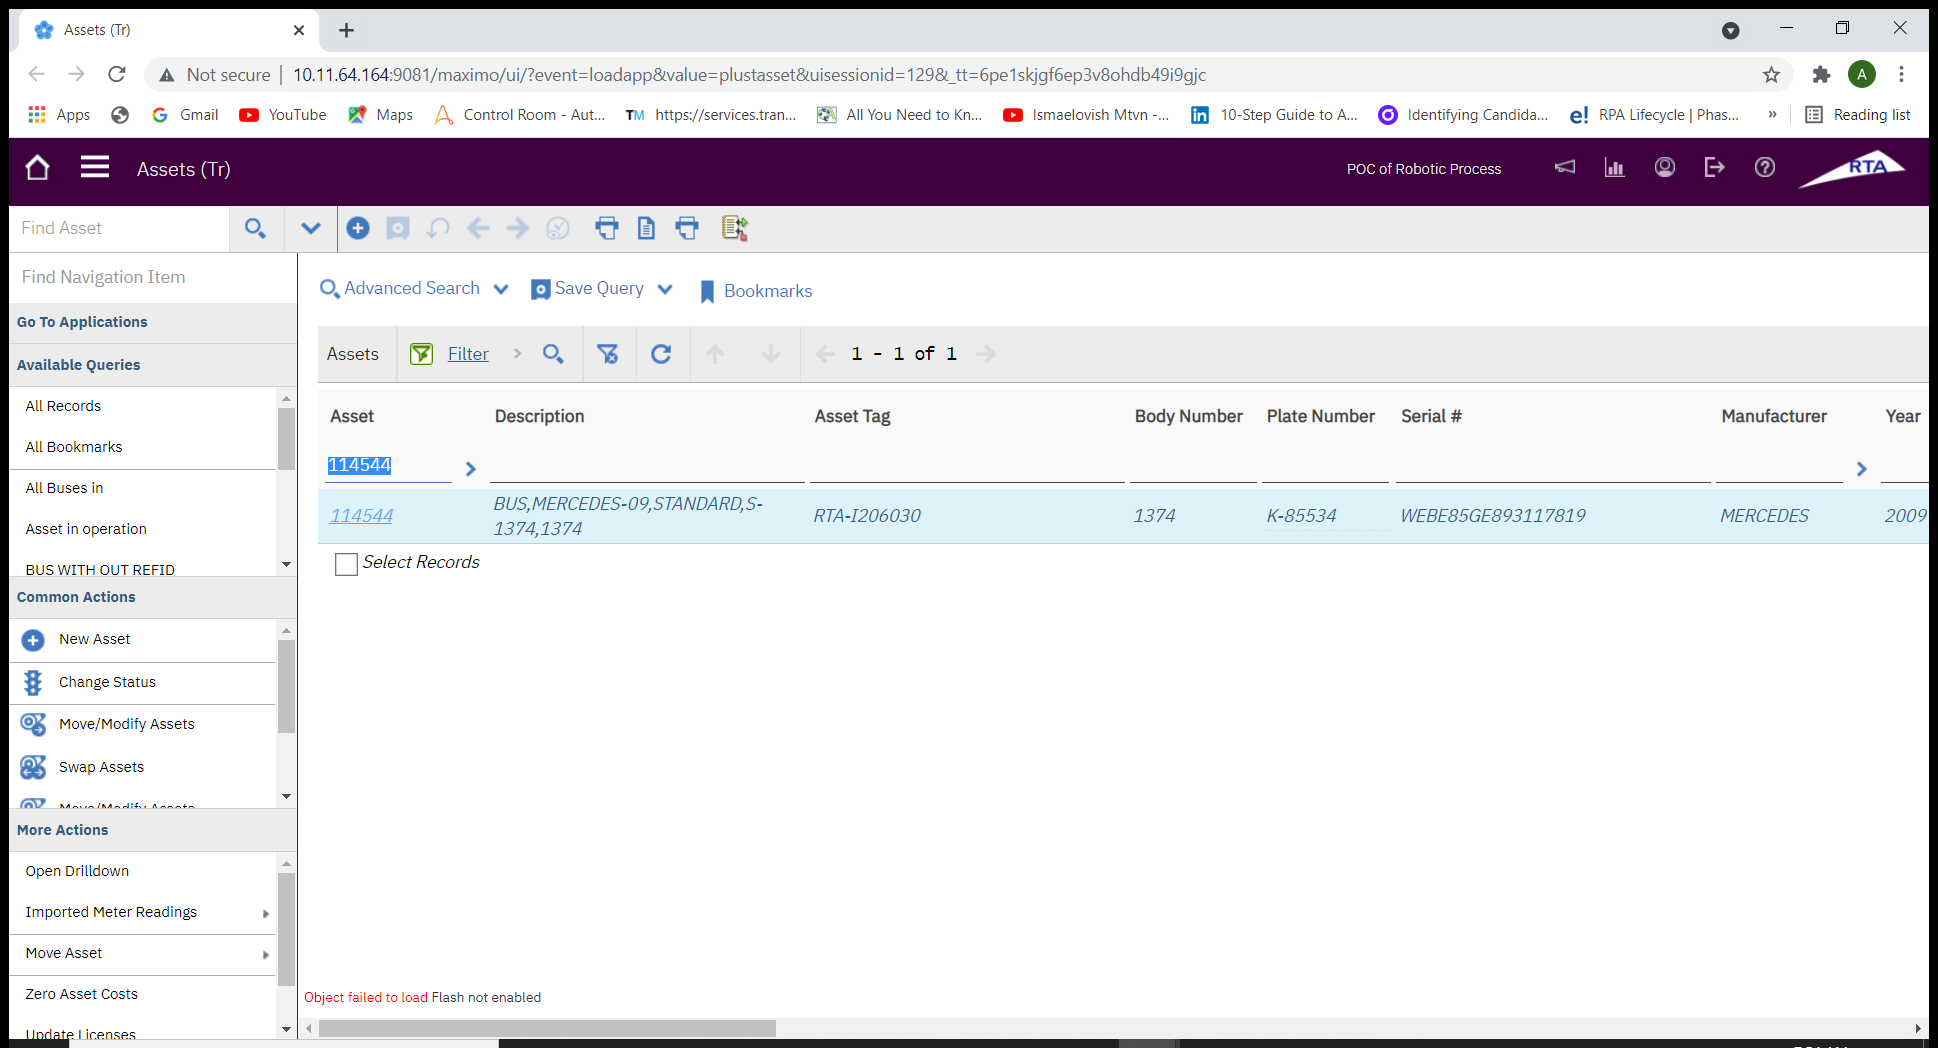 Assets (Tr)
Not secure | 10.11.64.164:9081/maximo/ui/?event=loadapp&value=plustasset&uisessionid=129&_tt=6pe1skjgf6ep3v8ohdb49i9gjc
A
Apps Gmail YouTube Maps Control Room - Aut... TM https://services.tran... All You Need to Kn... Ismaelovish Mtvn -... in 10-Step Guide to A... Identifying Candida... e! RPA Lifecycle | Phas... » Reading list
Assets (Tr) POC of Robotic Process RTA
Find Asset
Find Navigation Item
Go To Applications
Available Queries
All Records
All Bookmarks
All Buses in
Asset in operation
BUS WITH OUT REFID
Common Actions
New Asset
Change Status
Move/Modify Assets
Swap Assets
Move/Modify Assets
More Actions
Open Drilldown
Imported Meter Readings
Move Asset
Zero Asset Costs
Update Licenses
Advanced Search Save Query Bookmarks
Assets Filter 1 - 1 of 1
Asset Description Asset Tag Body Number Plate Number Serial # Manufacturer Year
114544
114544 BUS,MERCEDES-09,STANDARD,S-1374,1374 RTA-I206030 1374 K-85534 WEBE85GE893117819 MERCEDES 2009
Select Records
Object failed to load Flash not enabled